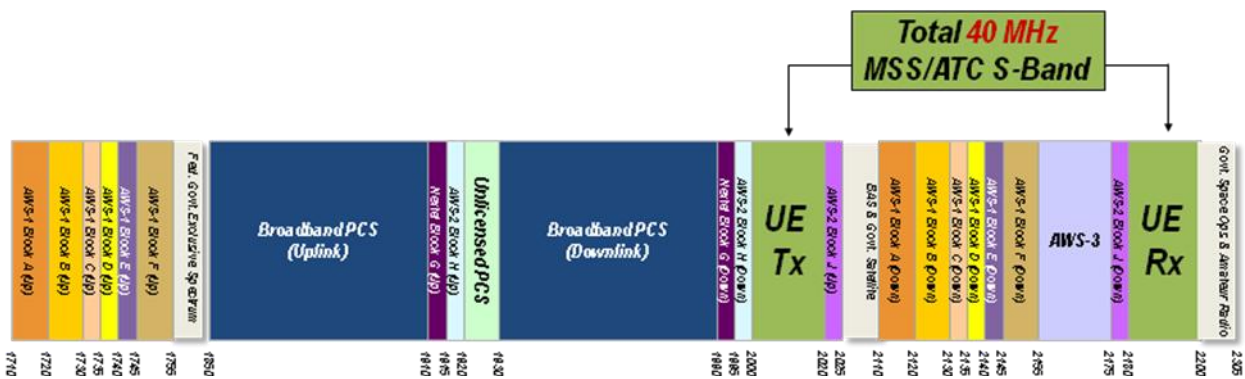 Total 40 MHz
MSS/ATC S-Band
AWS-1 Block A (Up)
AWS-1 Block B (Up)
AWS-1 Block C (Up)
AWS-1 Block D (Up)
AWS-1 Block E (Up)
AWS-1 Block F (Up)
Fed. Govt. Exclusive Spectrum
Broadband PCS
(Uplink)
Nextel Block G (Up)
AWS-2 Block H (Up)
Unlicensed PCS
Broadband PCS
(Downlink)
Nextel Block G (Down)
AWS-2 Block H (Down)
UE
Tx
AWS-2 Block J (Up)
BAS & Govt. Satellite
AWS-1 Block A (Down)
AWS-1 Block B (Down)
AWS-1 Block C (Down)
AWS-1 Block D (Down)
AWS-1 Block E (Down)
AWS-1 Block F (Down)
AWS-3
AWS-2 Block J (Down)
UE
Rx
Govt. Space Ops & Amateur Radio
1710
1720
1730
1735
1740
1745
1755
1850
1910
1915
1920
1930
1990
1995
2000
2020
2025
2110
2120
2130
2135
2140
2145
2155
2175
2180
2200
2305